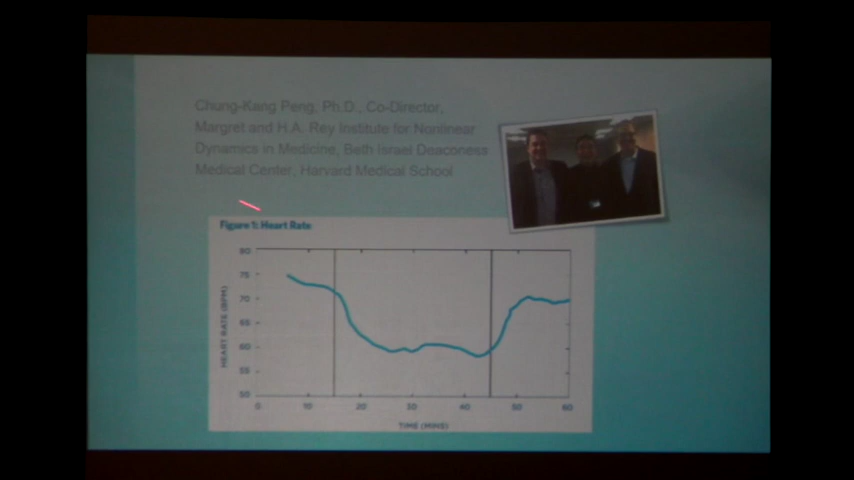 Chung-Kang Peng, Ph.D., Co-Director,
Margret and H.A. Rey Institute for Nonlinear
Dynamics in Medicine, Beth Israel Deaconess
Medical Center, Harvard Medical School
Figure 1: Heart Rate
HEART RATE (BPM)
80
75
70
65
60
55
50
0 10 20 30 40 50 60
TIME (MINS)